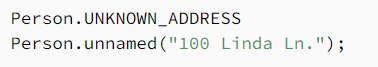 Person.UNKNOWN_ADDRESS
Person.unnamed("100 Linda Ln.");